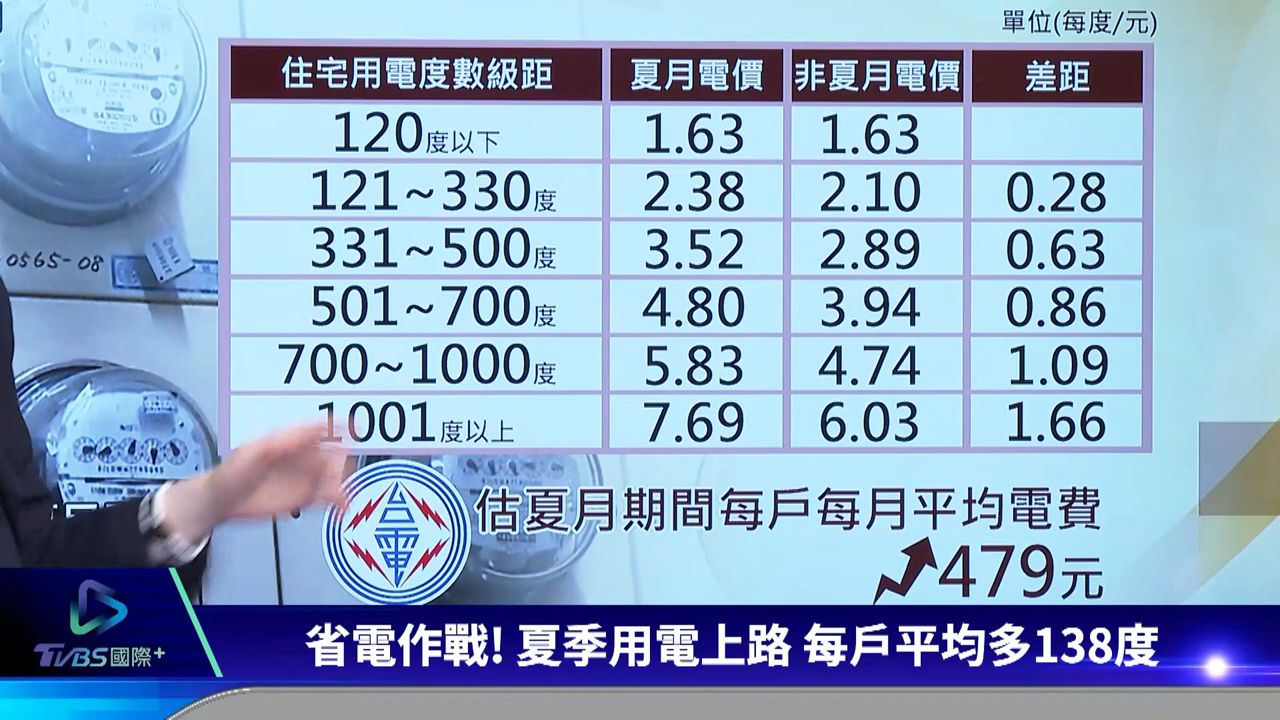 單位(每度/元)
住宅用電度數級距 夏月電價 非夏月電價 差距
120度以下 1.63 1.63
121~330度 2.38 2.10 0.28
331~500度 3.52 2.89 0.63
501~700度 4.80 3.94 0.86
700~1000度 5.83 4.74 1.09
1001度以上 7.69 6.03 1.66
0565-08
台電
估夏月期間每戶每月平均電費
479元
TVBS國際+
省電作戰! 夏季用電上路 每戶平均多138度